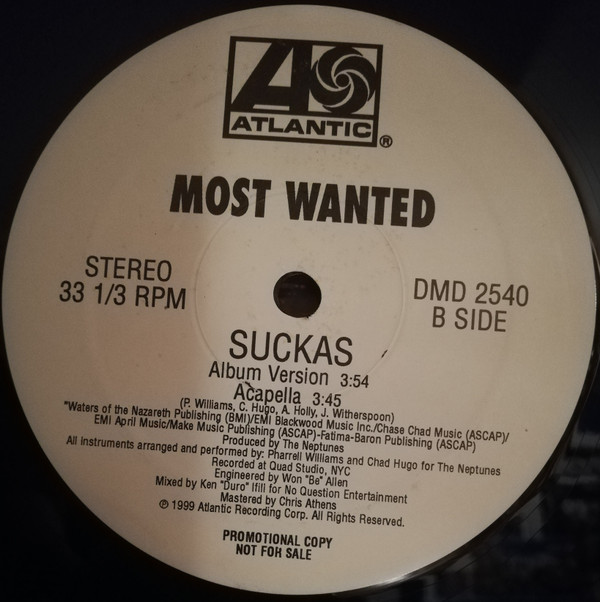 ATLANTIC®
MOST WANTED
STEREO
33 1/3 RPM
DMD 2540
B SIDE
SUCKAS
Album Version 3:54
Acapella 3:45
(P. Williams, C. Hugo, A. Holly, J. Witherspoon)
"Waters of the Nazareth Publishing (BMI)/EMI Blackwood Music Inc./Chase Chad Music (ASCAP)/
EMI April Music/Make Music Publishing (ASCAP)-Fatima-Baron Publishing (ASCAP)
Produced by The Neptunes
All instruments arranged and performed by: Pharrell Williams and Chad Hugo for The Neptunes
Recorded at Quad Studio, NYC
Engineered by Won "Be" Allen
Mixed by Ken "Duro" Ifill for No Question Entertainment
Mastered by Chris Athens
℗ 1999 Atlantic Recording Corp. All Rights Reserved.
PROMOTIONAL COPY
NOT FOR SALE